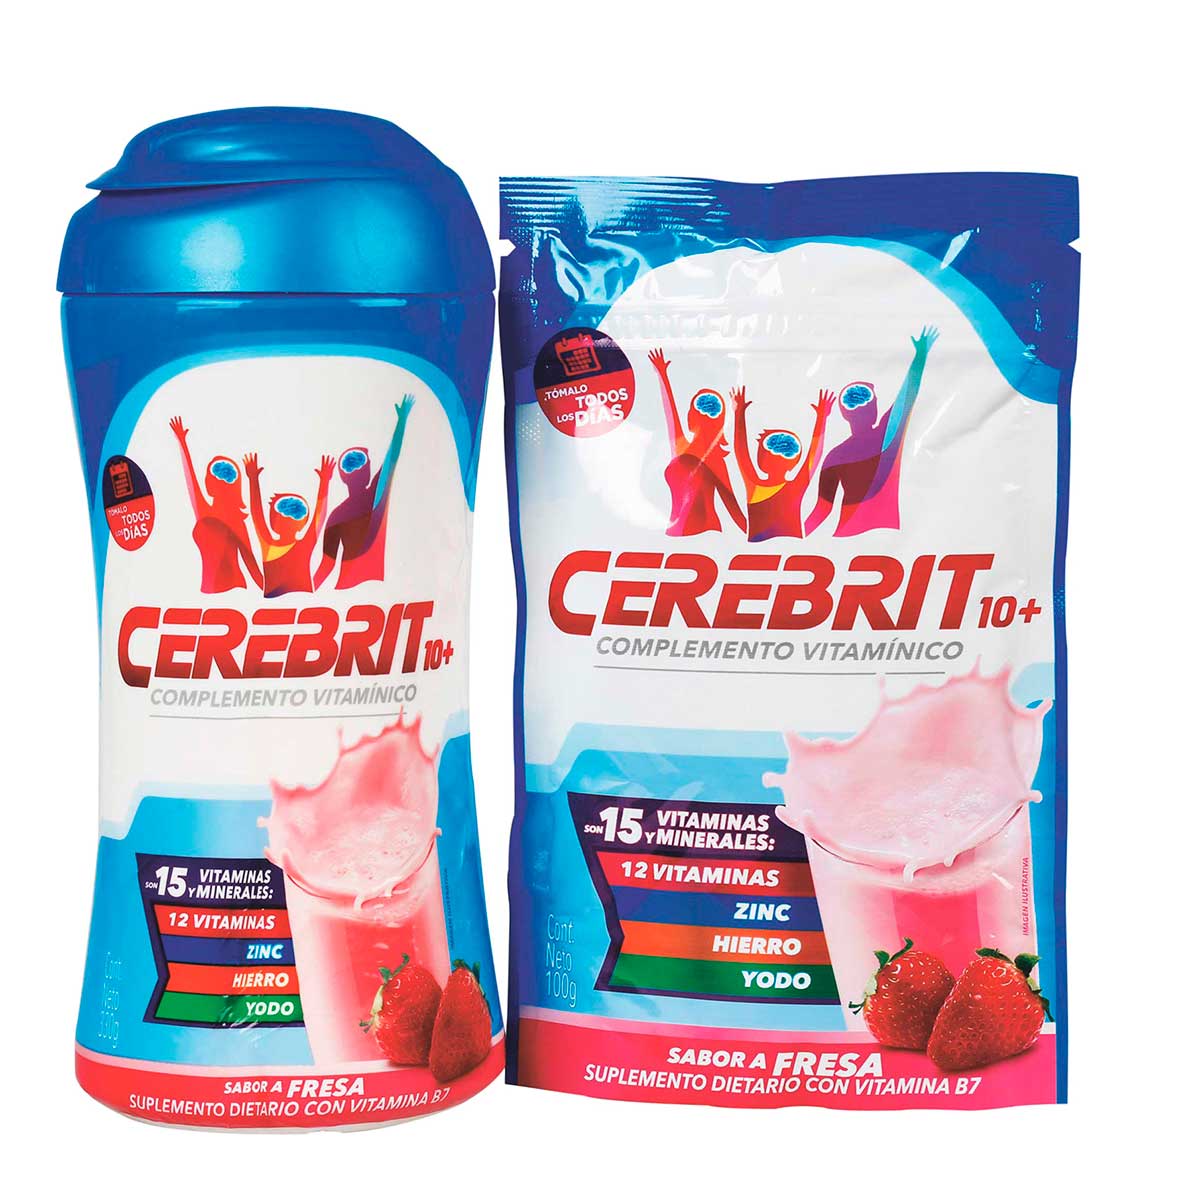 TÓMALO
TODOS
LOS DÍAS
CEREBRIT 10+
COMPLEMENTO VITAMÍNICO
SON 15 VITAMINAS
Y MINERALES:
12 VITAMINAS
ZINC
HIERRO
YODO
Cont.
Neto
330g
SABOR A FRESA
SUPLEMENTO DIETARIO CON VITAMINA B7
TÓMALO
TODOS
LOS DÍAS
CEREBRIT 10+
COMPLEMENTO VITAMÍNICO
SON 15 VITAMINAS
Y MINERALES:
12 VITAMINAS
ZINC
HIERRO
YODO
Cont.
Neto
100g
IMAGEN ILUSTRATIVA
SABOR A FRESA
SUPLEMENTO DIETARIO CON VITAMINA B7